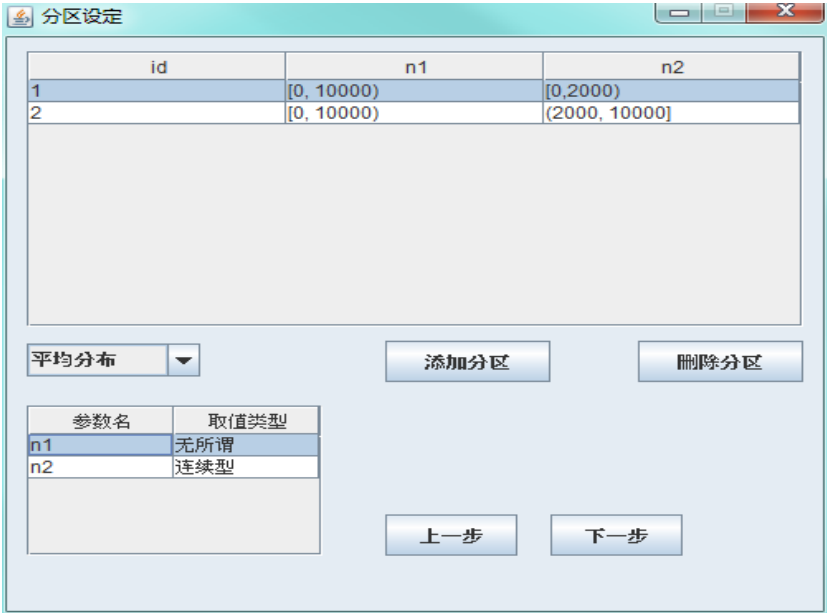 分区设定
id n1 n2
1 [0, 10000) [0,2000)
2 [0, 10000) (2000, 10000]
平均分布 添加分区 删除分区
参数名 取值类型
n1 无所谓
n2 连续型
上一步 下一步